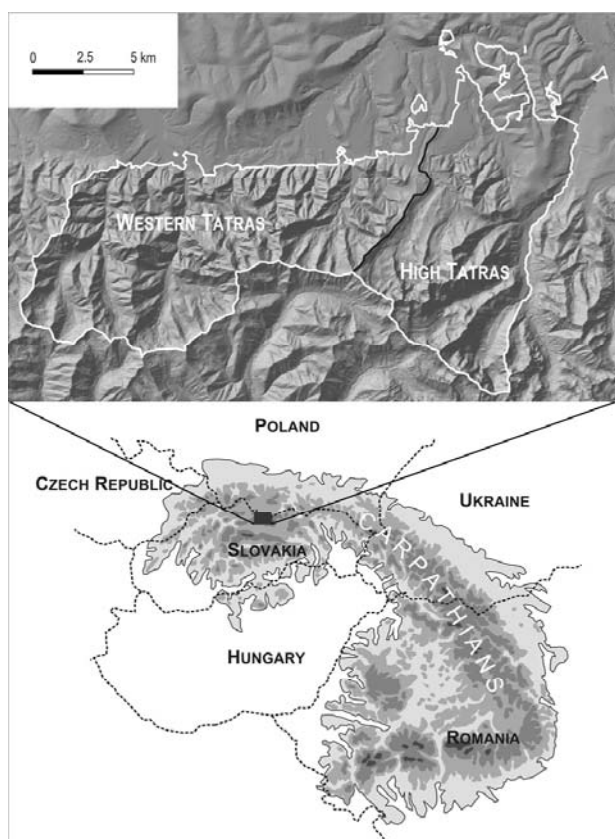 0 2.5 5 km
WESTERN TATRAS
HIGH TATRAS
POLAND
CZECH REPUBLIC
UKRAINE
SLOVAKIA
CARPATHIANS
HUNGARY
ROMANIA